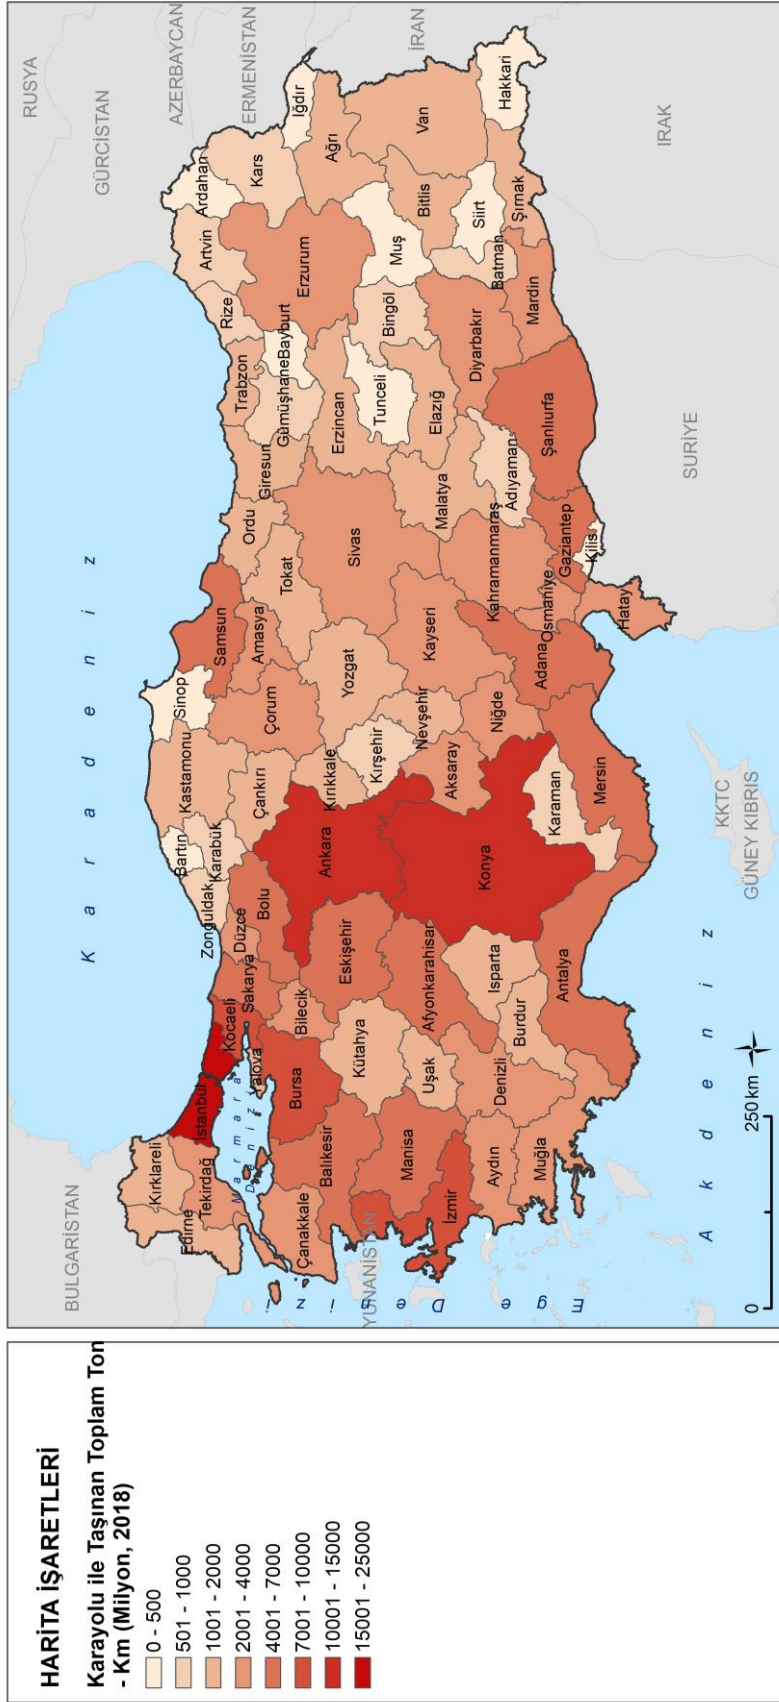 HARİTA İŞARETLERİ
Karayolu ile Taşınan Toplam Ton
- Km (Milyon, 2018)
0 - 500
501 - 1000
1001 - 2000
2001 - 4000
4001 - 7000
7001 - 10000
10001 - 15000
15001 - 25000
RUSYA
GÜRCİSTAN
AZERBAYCAN
ERMENİSTAN
İRAN
IRAK
SURİYE
KKTC
GÜNEY KIBRIS
BULGARİSTAN
YUNANİSTAN
Karadeniz
Marmara
Denizi
Ege Denizi
Akdeniz
Kırklareli
Edirne
Tekirdağ
İstanbul
Kocaeli
Yalova
Sakarya
Düzce
Bolu
Zonguldak
Bartın
Karabük
Kastamonu
Sinop
Çankırı
Samsun
Çorum
Amasya
Ordu
Tokat
Giresun
Trabzon
Gümüşhane
Bayburt
Rize
Artvin
Ardahan
Kars
Iğdır
Ağrı
Erzurum
Erzincan
Tunceli
Bingöl
Muş
Bitlis
Van
Hakkari
Siirt
Şırnak
Batman
Mardin
Diyarbakır
Elazığ
Malatya
Adıyaman
Şanlıurfa
Gaziantep
Kilis
Kahramanmaraş
Osmaniye
Hatay
Adana
Sivas
Kayseri
Yozgat
Kırıkkale
Kırşehir
Nevşehir
Niğde
Aksaray
Ankara
Konya
Karaman
Mersin
Antalya
Isparta
Burdur
Afyonkarahisar
Eskişehir
Bilecik
Bursa
Kütahya
Uşak
Denizli
Balıkesir
Çanakkale
Manisa
İzmir
Aydın
Muğla
0
250
km